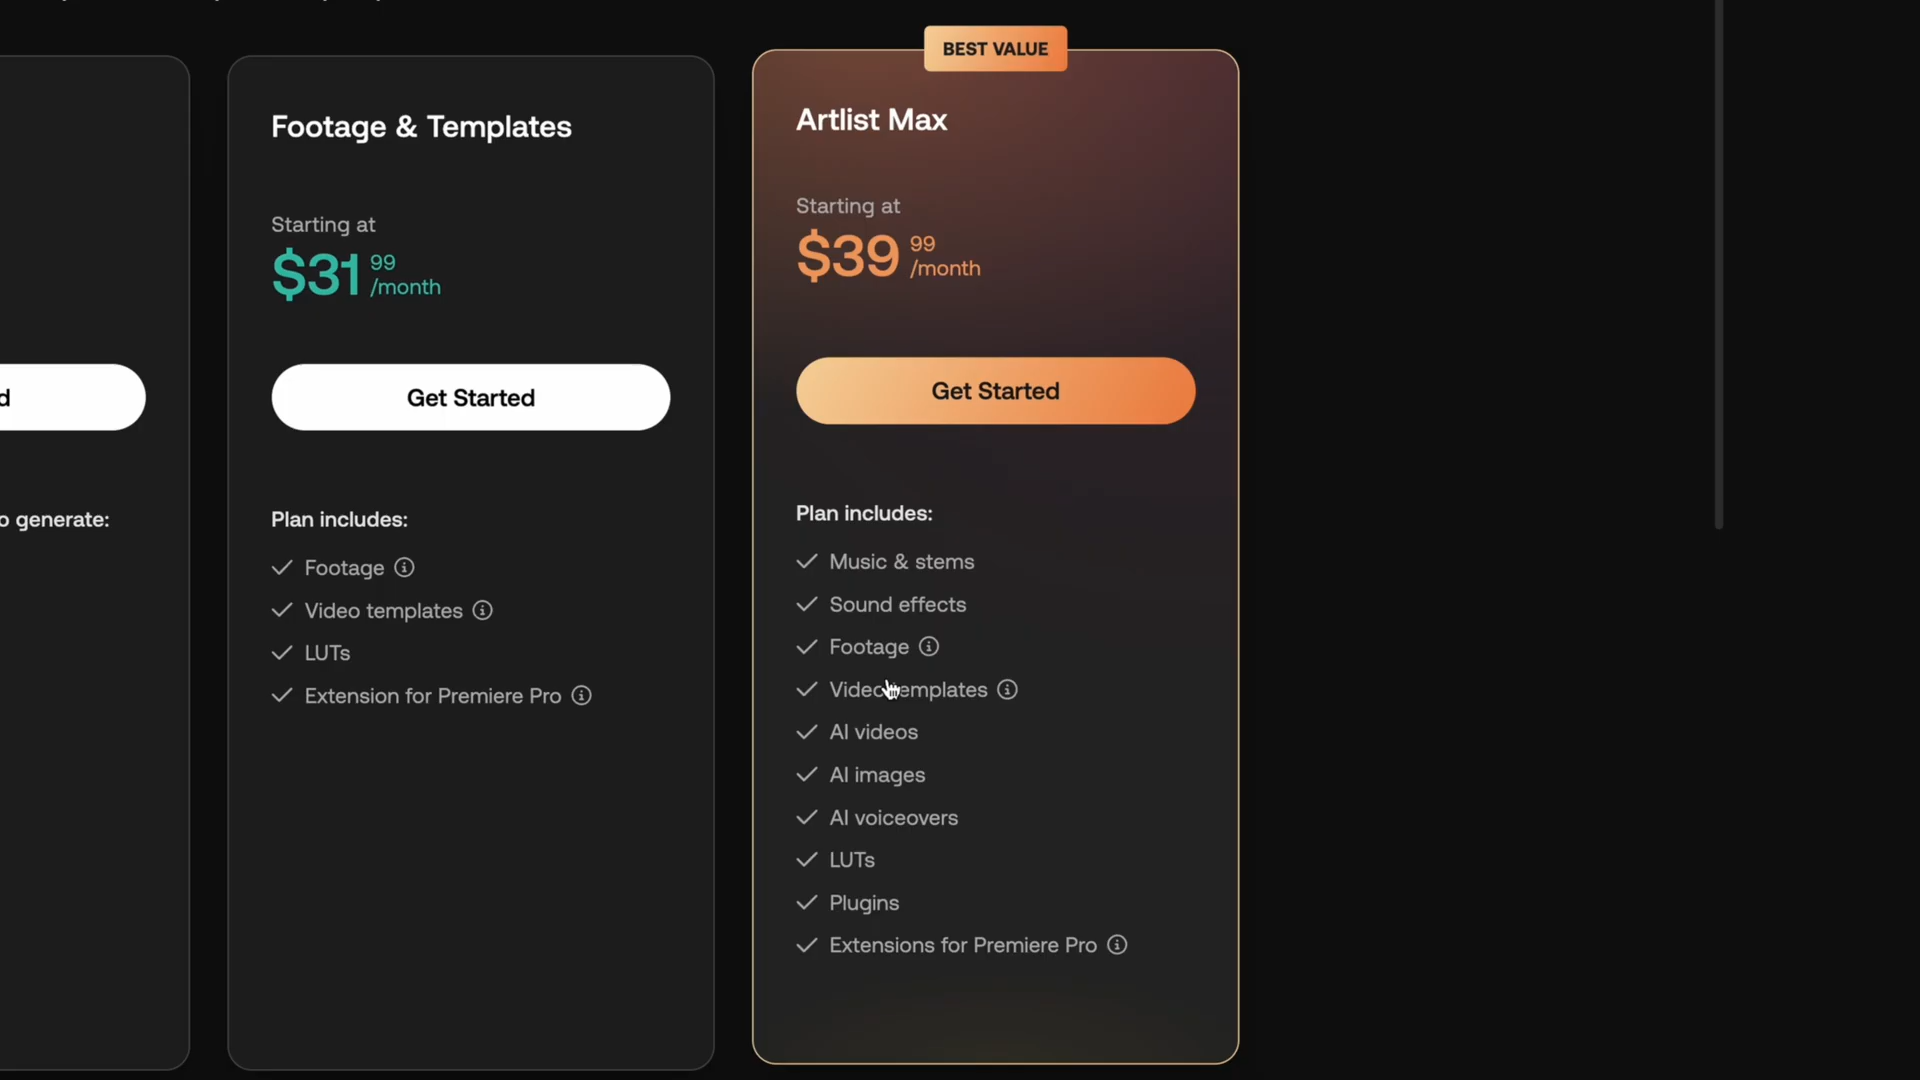 d
o generate:
Footage & Templates
Starting at
$31 99
/month
Get Started
Plan includes:
Footage
Video templates
LUTs
Extension for Premiere Pro
BEST VALUE
Artlist Max
Starting at
$39 99
/month
Get Started
Plan includes:
Music & stems
Sound effects
Footage
Video templates
AI videos
AI images
AI voiceovers
LUTs
Plugins
Extensions for Premiere Pro